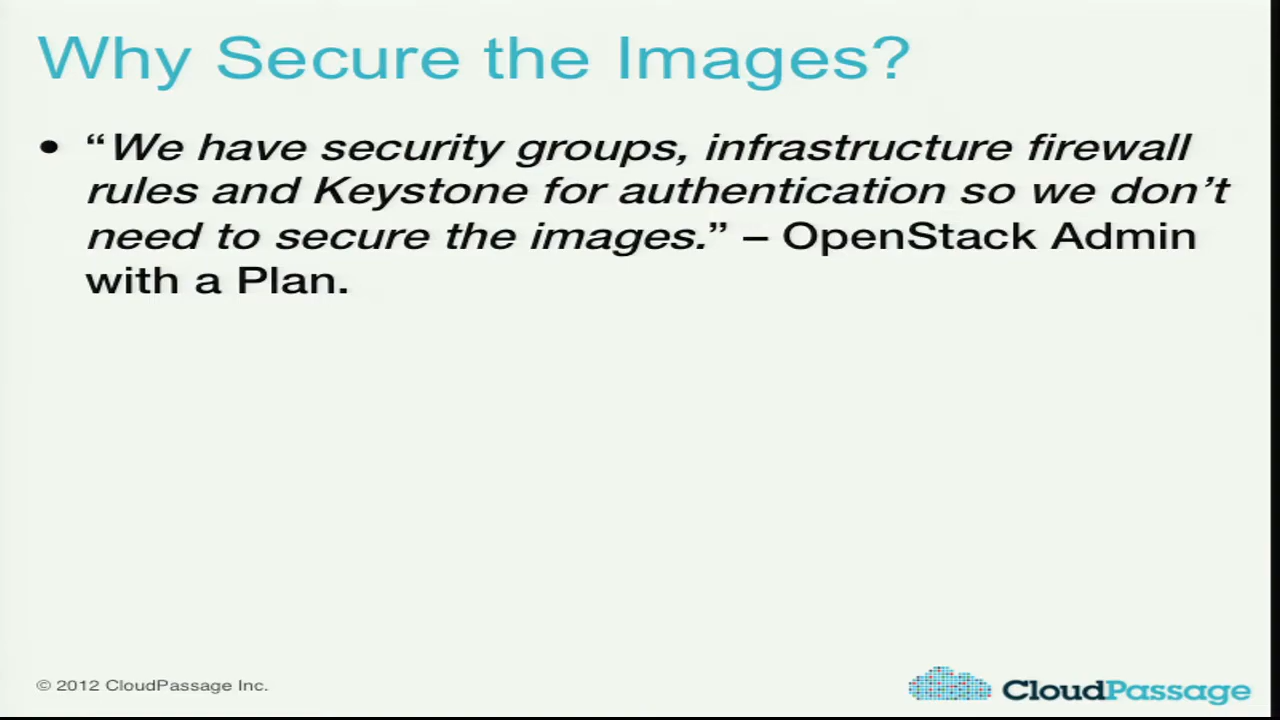 Why Secure the Images?
• “We have security groups, infrastructure firewall
rules and Keystone for authentication so we don’t
need to secure the images.” – OpenStack Admin
with a Plan.
© 2012 CloudPassage Inc.
CloudPassage